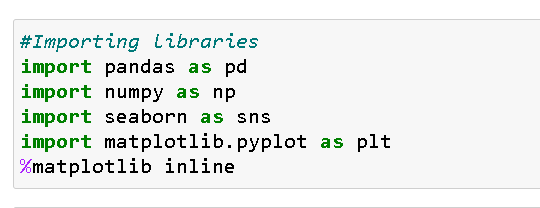 #Importing libraries
import pandas as pd
import numpy as np
import seaborn as sns
import matplotlib.pyplot as plt
%matplotlib inline